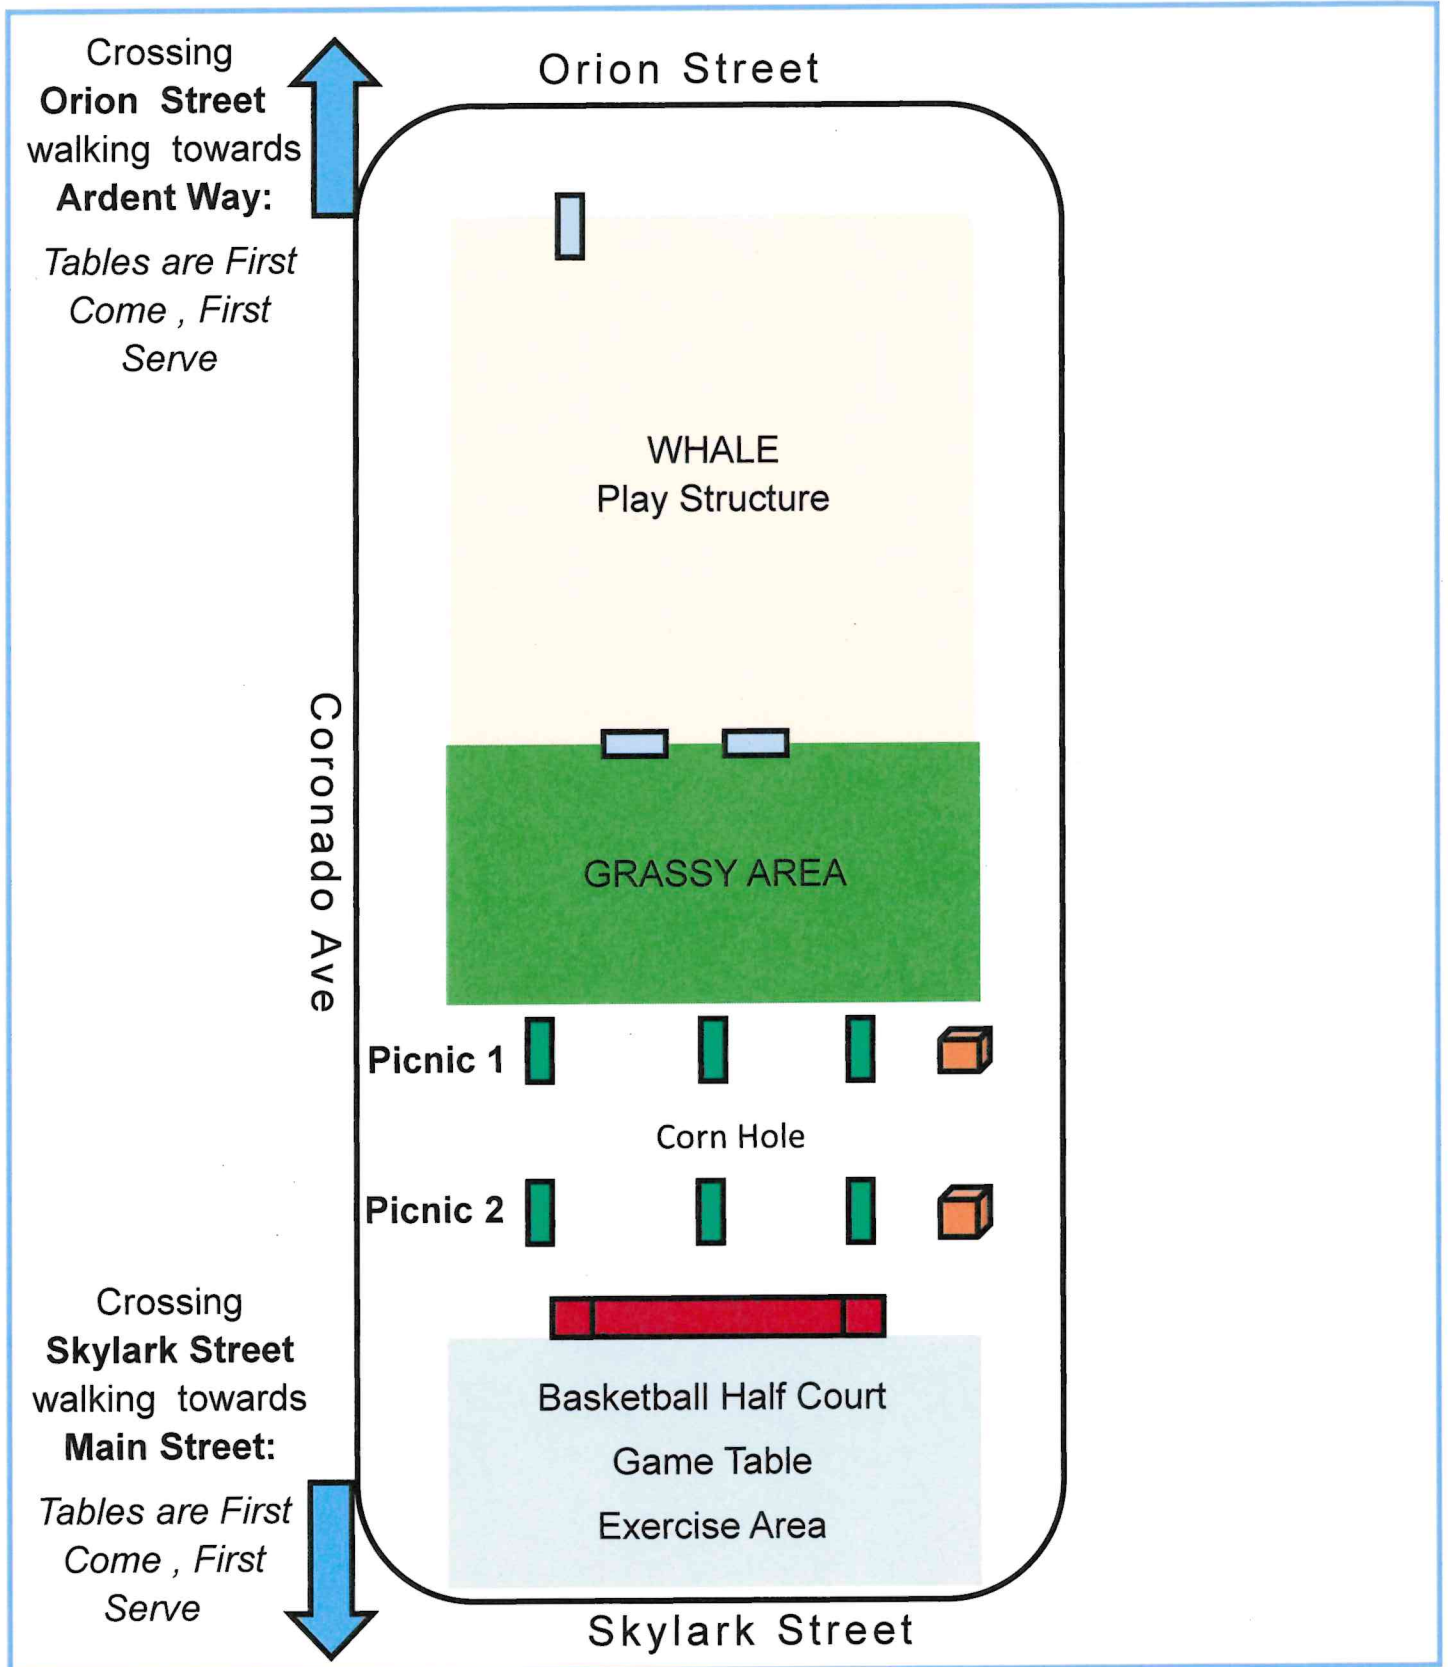 Crossing
Orion Street
walking towards
Ardent Way:
Tables are First
Come , First
Serve
Orion Street
WHALE
Play Structure
Coronado Ave
GRASSY AREA
Picnic 1
Corn Hole
Picnic 2
Crossing
Skylark Street
walking towards
Main Street:
Tables are First
Come , First
Serve
Basketball Half Court
Game Table
Exercise Area
Skylark Street